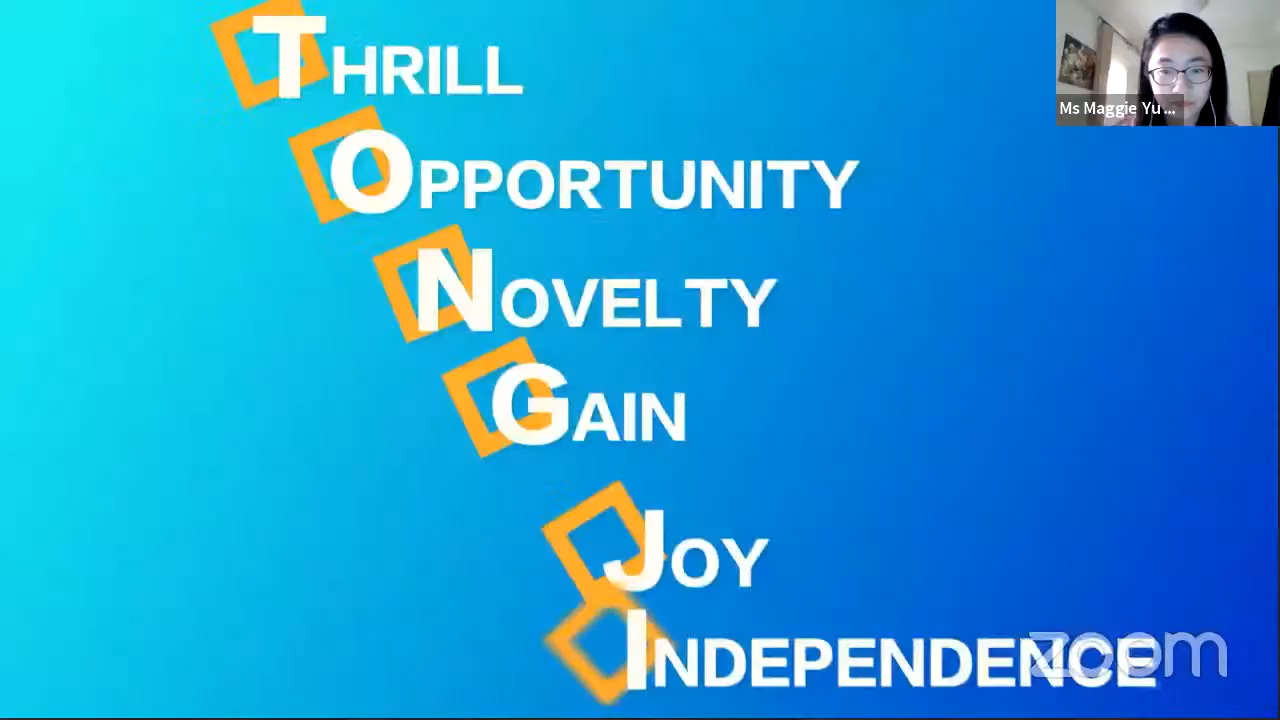 THRILL
Ms Maggie Yu ...
OPPORTUNITY
NOVELTY
GAIN
JOY
INDEPENDENCE
zoom